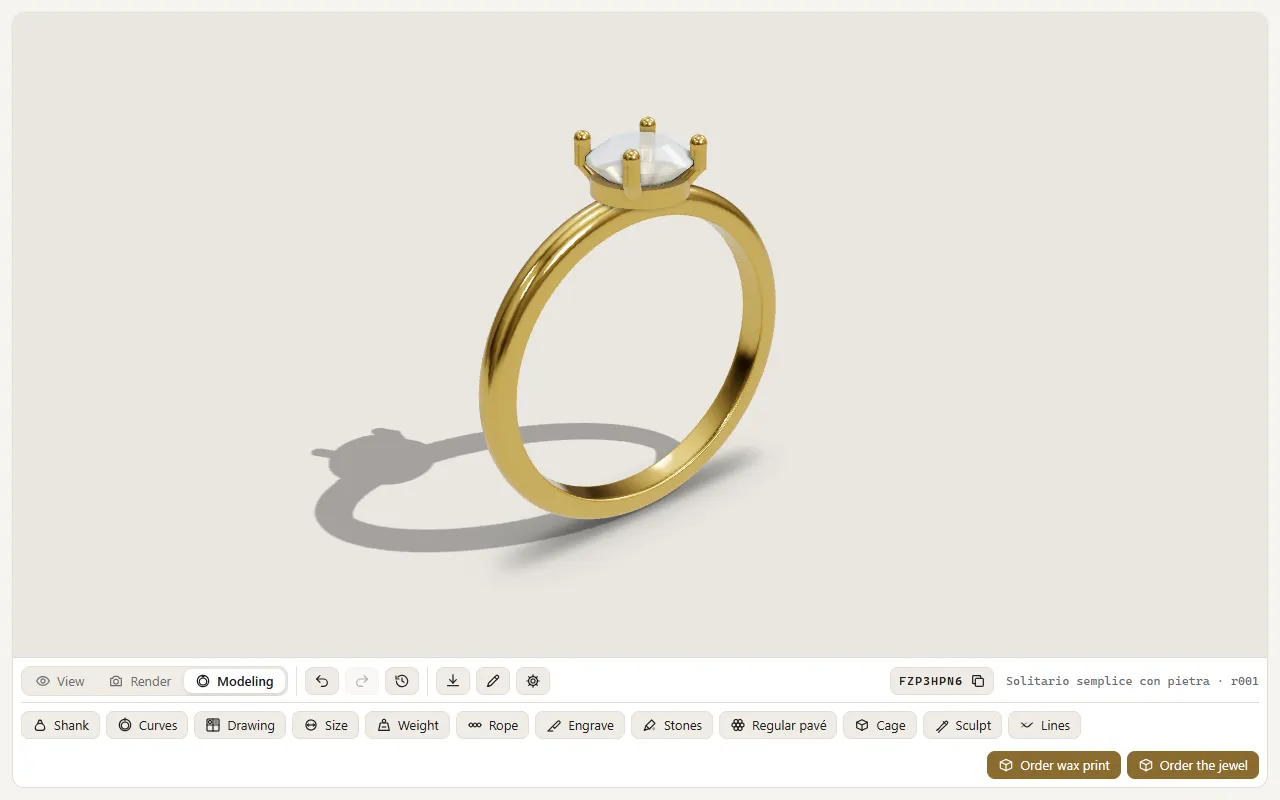 View Render Modeling FZP3HPN6 Solitario semplice con pietra · r001
Shank Curves Drawing Size Weight Rope Engrave Stones Regular pavé Cage Sculpt Lines
Order wax print Order the jewel